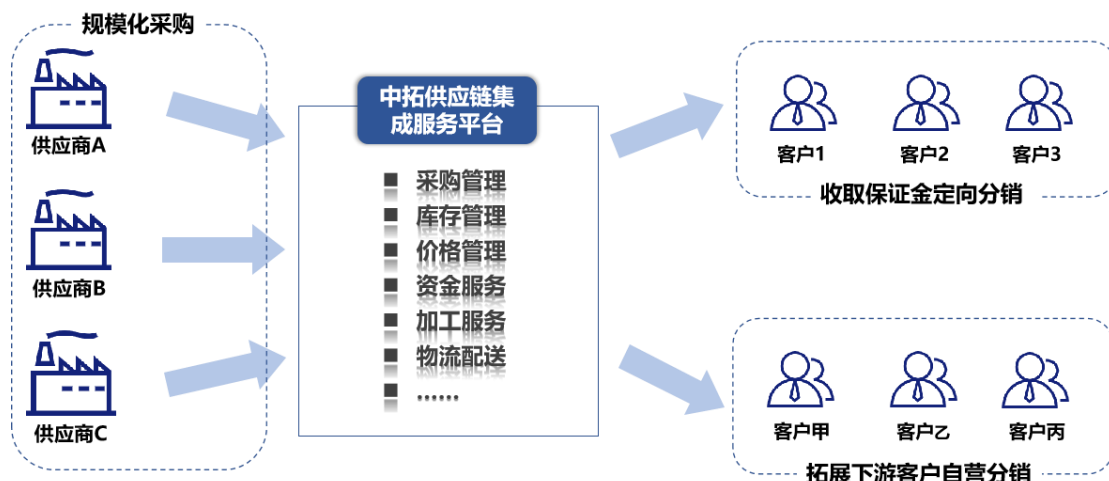 规模化采购
供应商A
供应商B
供应商C
中拓供应链集
成服务平台
■ 采购管理
■ 库存管理
■ 价格管理
■ 资金服务
■ 加工服务
■ 物流配送
■ ……
客户1
客户2
客户3
收取保证金定向分销
客户甲
客户乙
客户丙
拓展下游客户自营分销